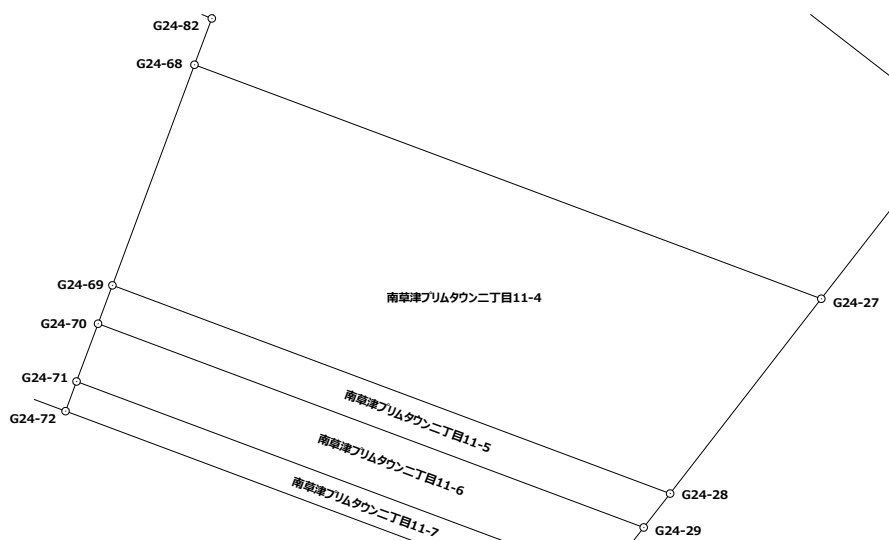 G24-82
G24-68
G24-69
南草津プリムタウン二丁目11-4
G24-27
G24-70
G24-71
南草津プリムタウン二丁目11-5
G24-72
南草津プリムタウン二丁目11-6
G24-28
南草津プリムタウン二丁目11-7
G24-29